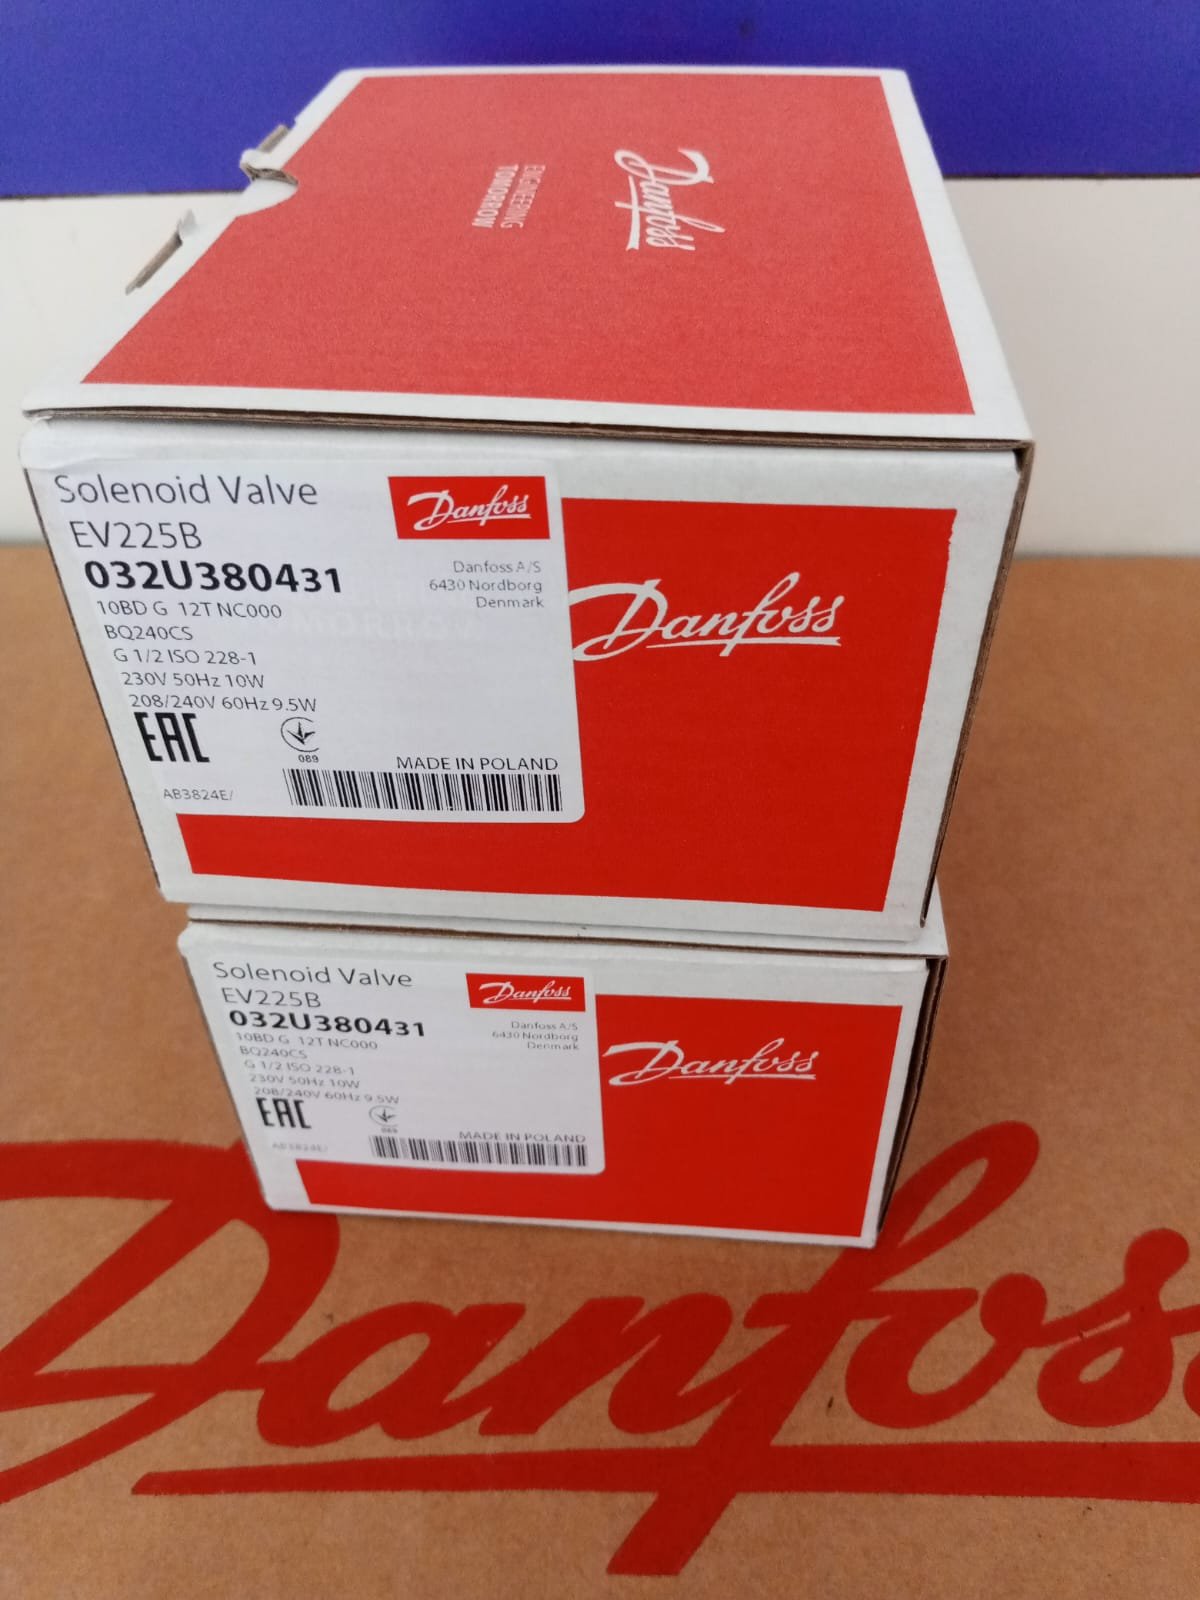 Danfoss
ENGINEERING
TOMORROW
Solenoid Valve
EV225B
032U380431
10BD G 12T NC000
BQ240CS
G 1/2 ISO 228-1
230V 50Hz 10W
208/240V 60Hz 9.5W
EAC
089
AB3824E/
Danfoss
Danfoss A/S
6430 Nordborg
Denmark
MADE IN POLAND
Danfoss
Solenoid Valve
EV225B
032U380431
10BD G 12T NC000
BQ240CS
G 1/2 ISO 228-1
230V 50Hz 10W
208/240V 60Hz 9.5W
EAC
089
AB3824E/
Danfoss
Danfoss A/S
6430 Nordborg
Denmark
MADE IN POLAND
Danfoss
Danfoss